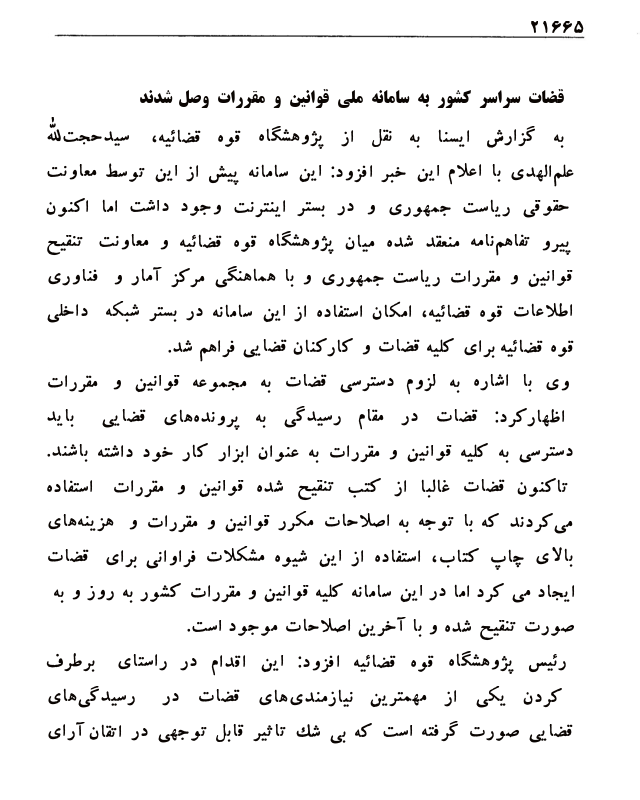 ۲۱۶۶۵
قضات سراسر کشور به سامانه ملی قوانین و مقررات وصل شدند
به گزارش ایسنا به نقل از پژوهشگاه قوه قضائیه، سیدحجت‌الله
علم‌الهدی با اعلام این خبر افزود: این سامانه پیش از این توسط معاونت
حقوقی ریاست جمهوری و در بستر اینترنت وجود داشت اما اکنون
پیرو تفاهم‌نامه منعقد شده میان پژوهشگاه قوه قضائیه و معاونت تنقیح
قوانین و مقررات ریاست جمهوری و با هماهنگی مرکز آمار و فناوری
اطلاعات قوه قضائیه، امکان استفاده از این سامانه در بستر شبکه داخلی
قوه قضائیه برای کلیه قضات و کارکنان قضایی فراهم شد.
وی با اشاره به لزوم دسترسی قضات به مجموعه قوانین و مقررات
اظهارکرد: قضات در مقام رسیدگی به پرونده‌های قضایی باید
دسترسی به کلیه قوانین و مقررات به عنوان ابزار کار خود داشته باشند.
تاکنون قضات غالبا از کتب تنقیح شده قوانین و مقررات استفاده
می‌کردند که با توجه به اصلاحات مکرر قوانین و مقررات و هزینه‌های
بالای چاپ کتاب، استفاده از این شیوه مشکلات فراوانی برای قضات
ایجاد می کرد اما در این سامانه کلیه قوانین و مقررات کشور به روز و به
صورت تنقیح شده و با آخرین اصلاحات موجود است.
رئیس پژوهشگاه قوه قضائیه افزود: این اقدام در راستای برطرف
کردن یکی از مهمترین نیازمندی‌های قضات در رسیدگی‌های
قضایی صورت گرفته است که بی شك تاثیر قابل توجهی در اتقان آرای